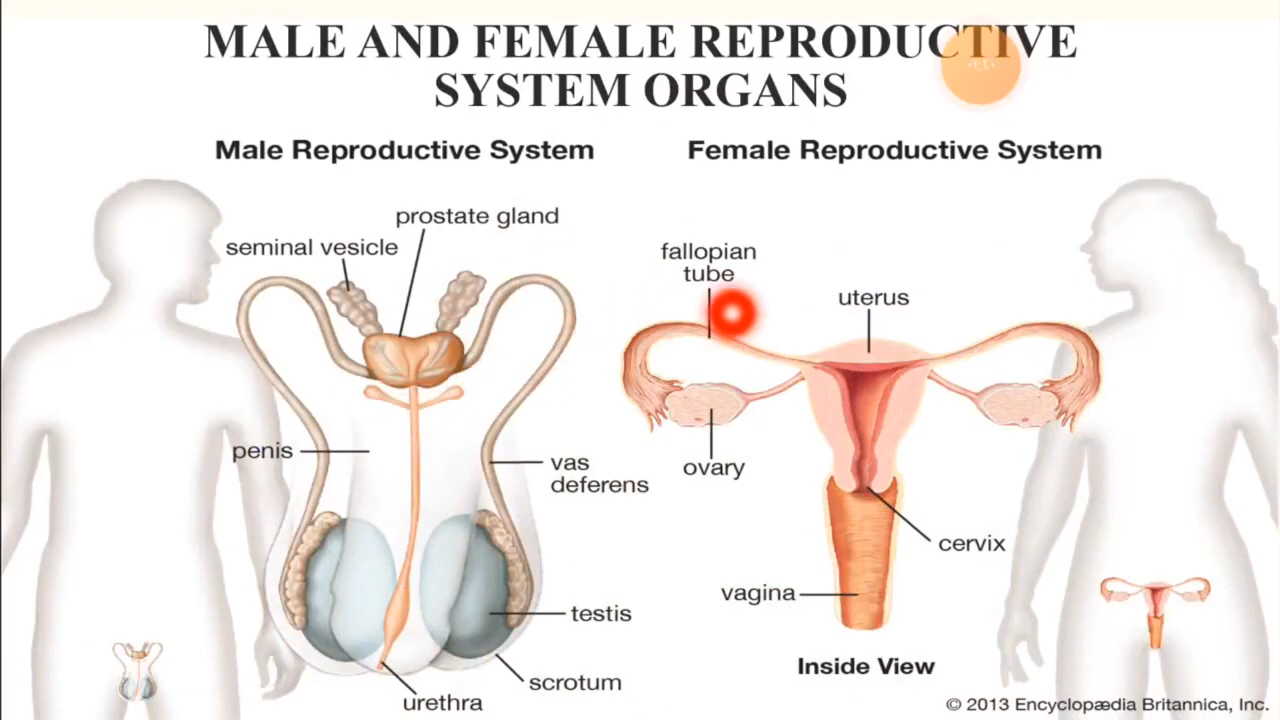 MALE AND FEMALE REPRODUCTIVE
SYSTEM ORGANS
Male Reproductive System
Female Reproductive System
prostate gland
seminal vesicle
penis
vas
deferens
testis
scrotum
urethra
fallopian
tube
uterus
ovary
cervix
vagina
Inside View
© 2013 Encyclopædia Britannica, Inc.